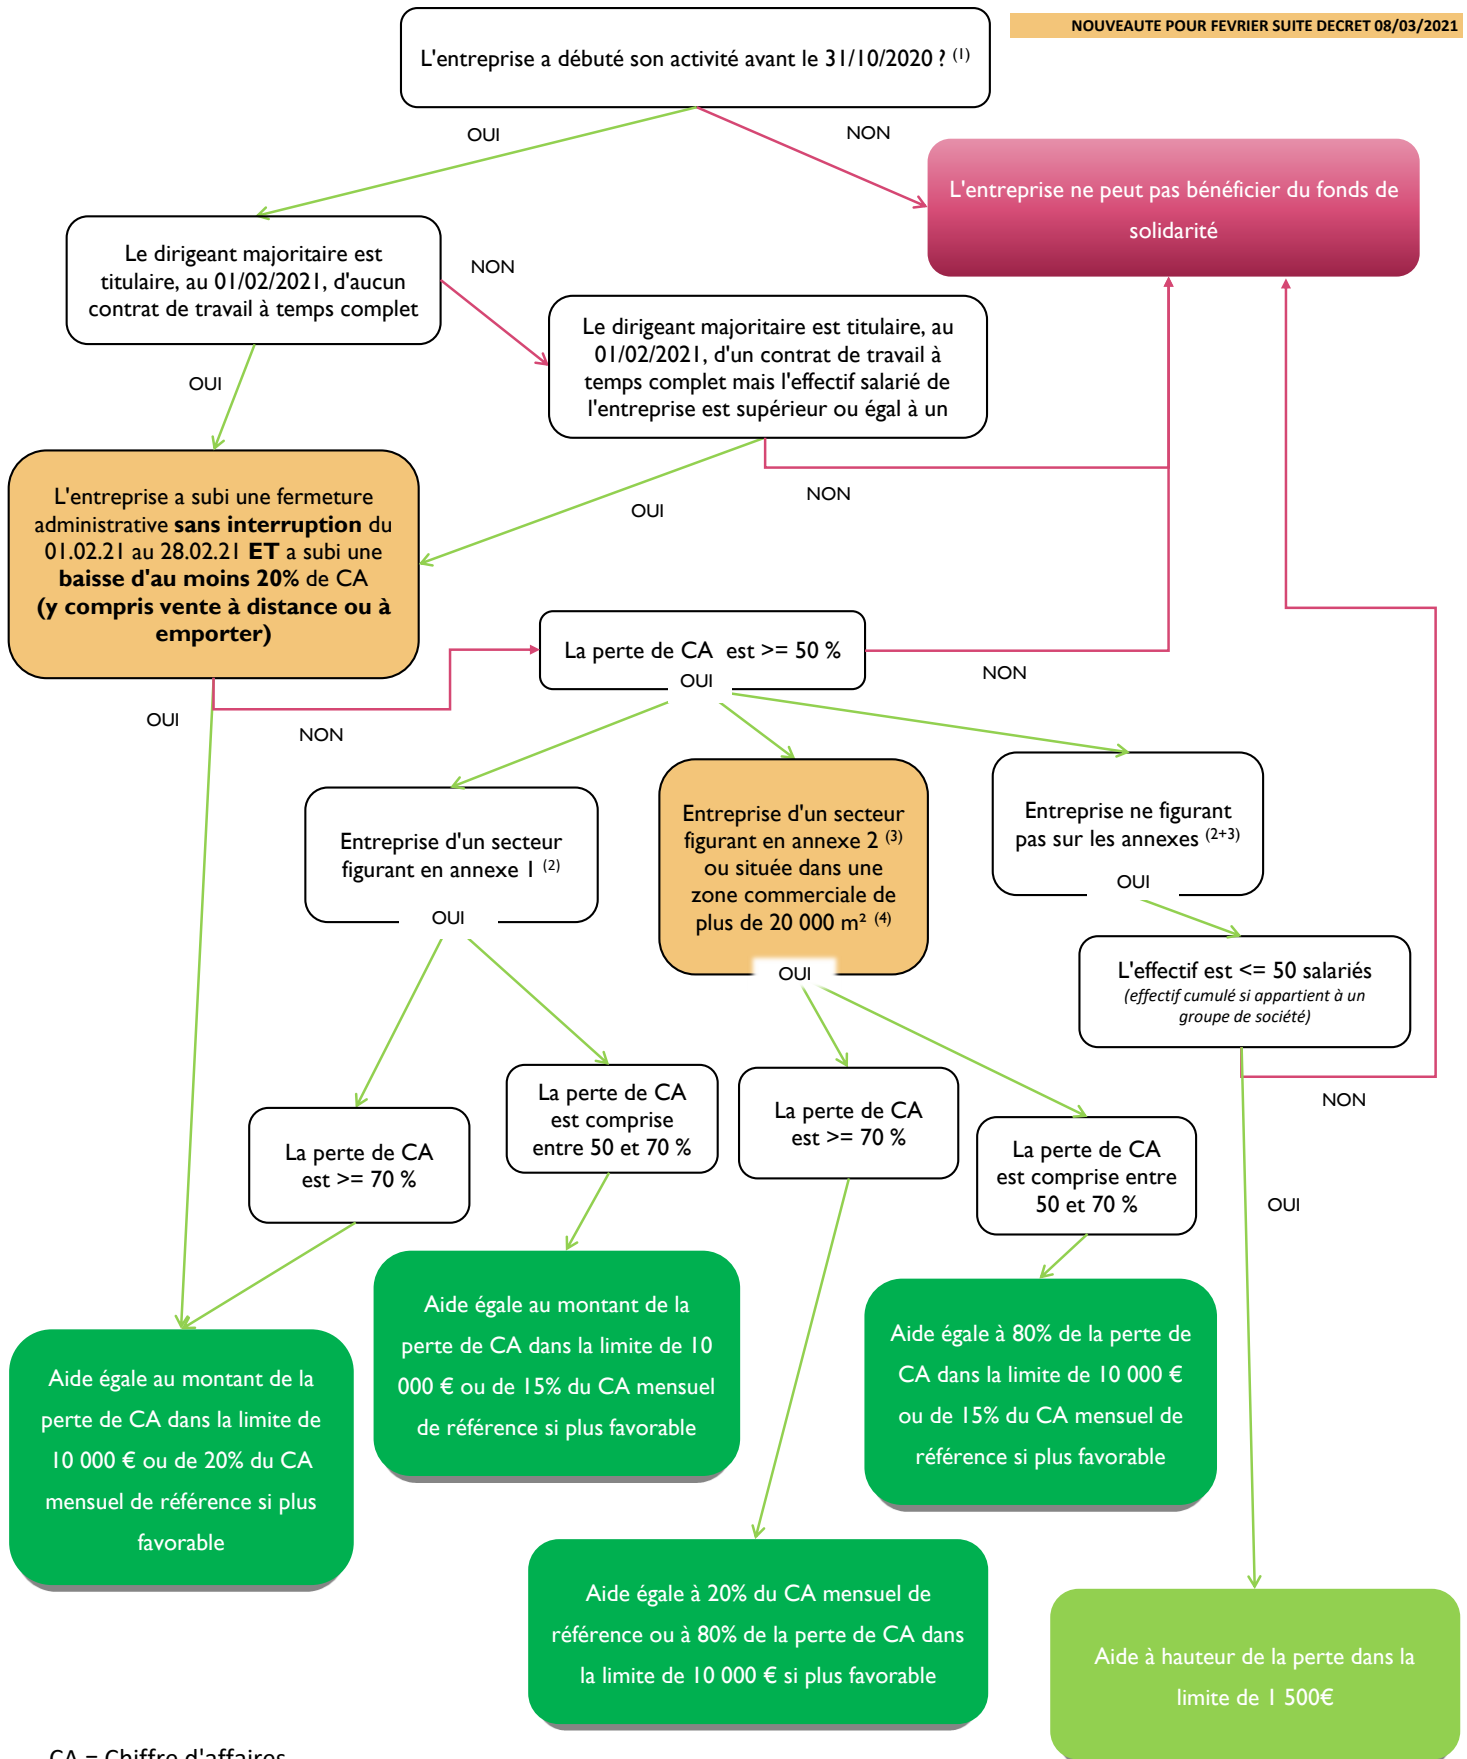 NOUVEAUTE POUR FEVRIER SUITE DECRET 08/03/2021
L'entreprise a débuté son activité avant le 31/10/2020 ? (1)
OUI
NON
L'entreprise ne peut pas bénéficier du fonds de
solidarité
Le dirigeant majoritaire est
titulaire, au 01/02/2021, d'aucun
contrat de travail à temps complet
NON
Le dirigeant majoritaire est titulaire, au
01/02/2021, d'un contrat de travail à
temps complet mais l'effectif salarié de
l'entreprise est supérieur ou égal à un
OUI
L'entreprise a subi une fermeture
administrative sans interruption du
01.02.21 au 28.02.21 ET a subi une
baisse d'au moins 20% de CA
(y compris vente à distance ou à
emporter)
NON
OUI
La perte de CA est >= 50 %
OUI
NON
OUI
NON
Entreprise d'un secteur
figurant en annexe 1 (2)
OUI
Entreprise d'un secteur
figurant en annexe 2 (3)
ou située dans une
zone commerciale de
plus de 20 000 m² (4)
OUI
Entreprise ne figurant
pas sur les annexes (2+3)
OUI
L'effectif est <= 50 salariés
(effectif cumulé si appartient à un
groupe de société)
NON
OUI
La perte de CA
est >= 70 %
La perte de CA
est comprise
entre 50 et 70 %
La perte de CA
est >= 70 %
La perte de CA
est comprise entre
50 et 70 %
Aide égale au montant de la
perte de CA dans la limite de
10 000 € ou de 20% du CA
mensuel de référence si plus
favorable
Aide égale au montant de la
perte de CA dans la limite de 10
000 € ou de 15% du CA mensuel
de référence si plus favorable
Aide égale à 80% de la perte de
CA dans la limite de 10 000 €
ou de 15% du CA mensuel de
référence si plus favorable
Aide égale à 20% du CA mensuel de
référence ou à 80% de la perte de CA dans
la limite de 10 000 € si plus favorable
Aide à hauteur de la perte dans la
limite de 1 500€
CA = Chiffre d'affaires